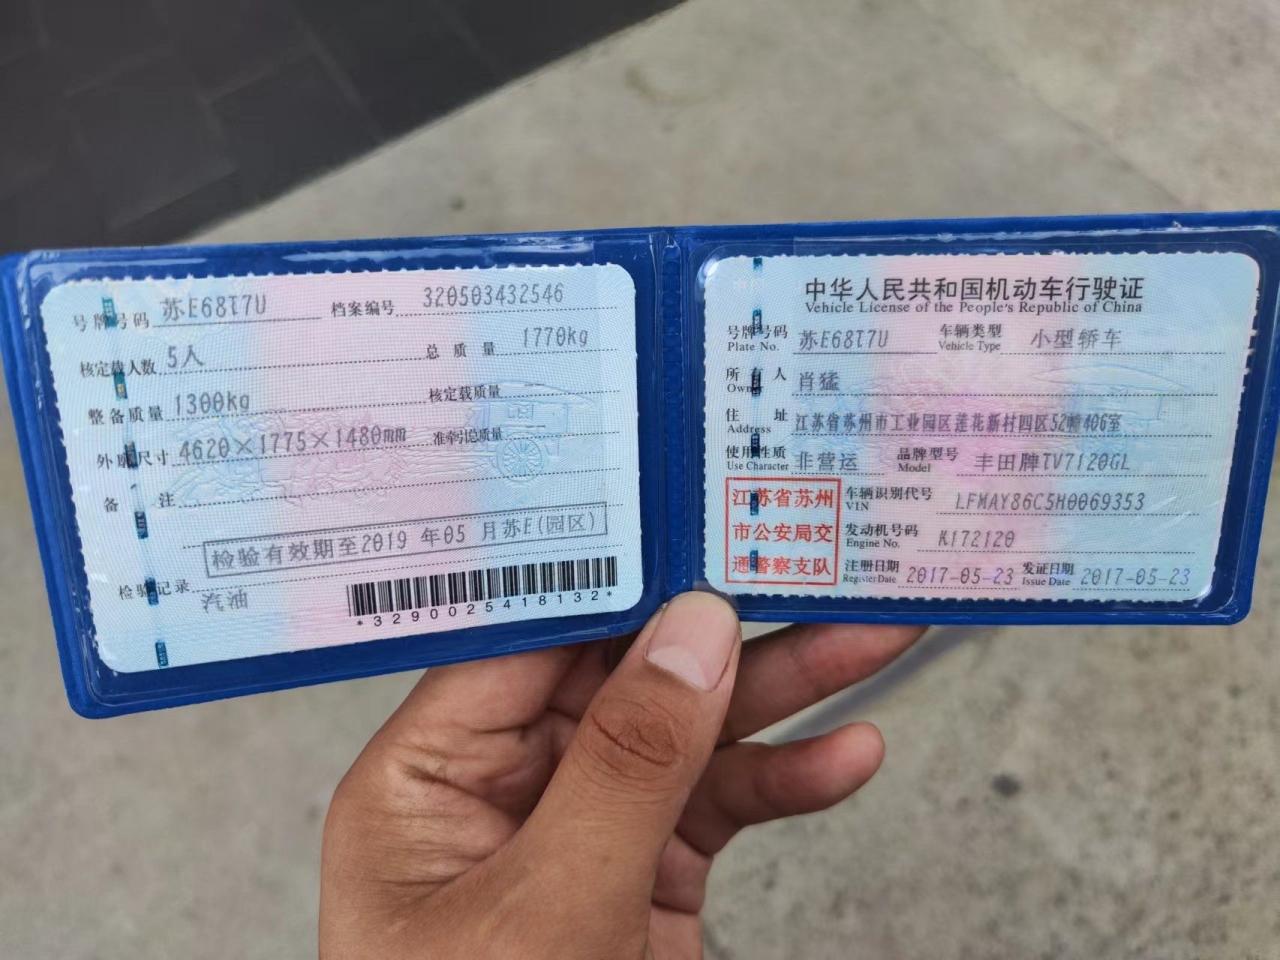 号牌号码 苏E68T7U 档案编号 320503432546
核定载人数 5人 总质量 1770kg
整备质量 1300kg 核定载质量
外廓尺寸 4620×1775×1480mm 准牵引总质量
备注
检验有效期至2019 年05 月苏E(园区)
检验记录
汽油
*3290025418132*
中华人民共和国机动车行驶证
Vehicle License of the People's Republic of China
号牌号码 苏E68T7U 车辆类型 小型轿车
Plate No. Vehicle Type
所有人 肖猛
Owner
住址 江苏省苏州市工业园区莲花新村四区52幢406室
Address
使用性质 非营运 品牌型号 丰田牌TV7120GL
Use Character Model
江苏省苏州
市公安局交
通警察支队
车辆识别代号 LFMAY86C5H0069353
VIN
发动机号码 K172120
Engine No.
注册日期 2017-05-23 发证日期 2017-05-23
Register Date Issue Date